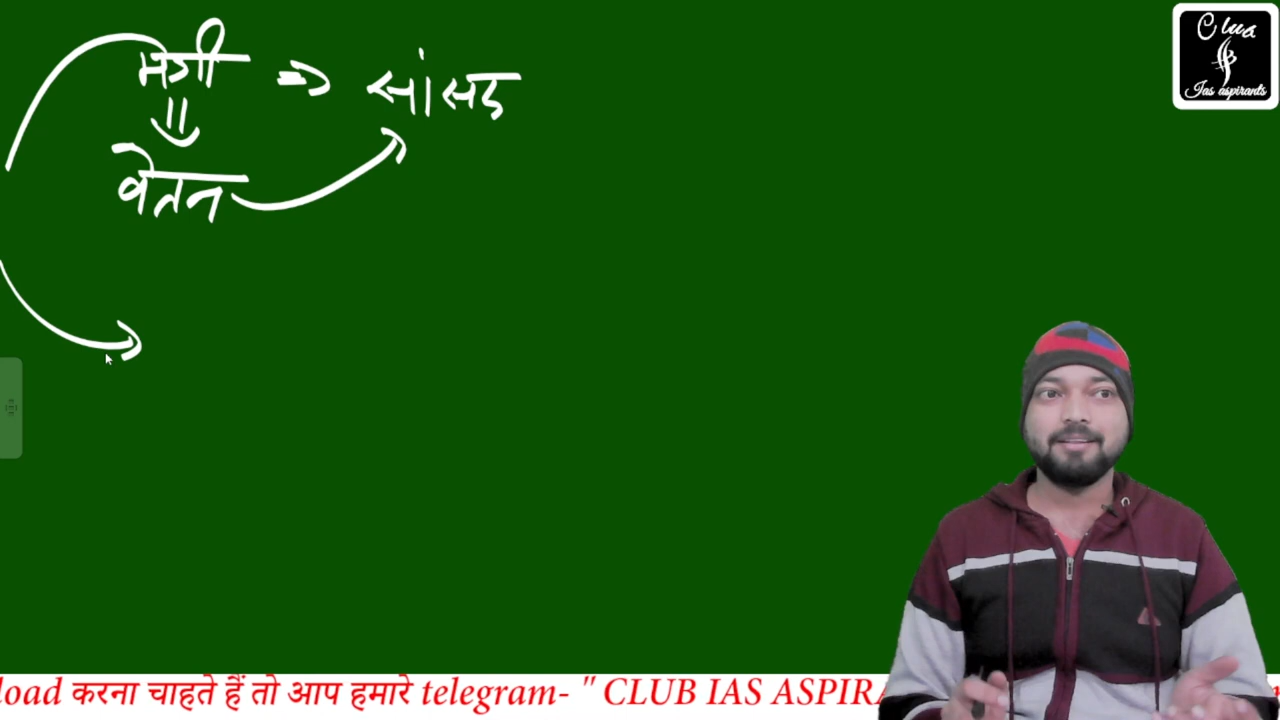 मंत्री ⇒ सांसद
वेतन
Club
Ias aspirants
load करना चाहते हैं तो आप हमारे telegram- " CLUB IAS ASPIRA